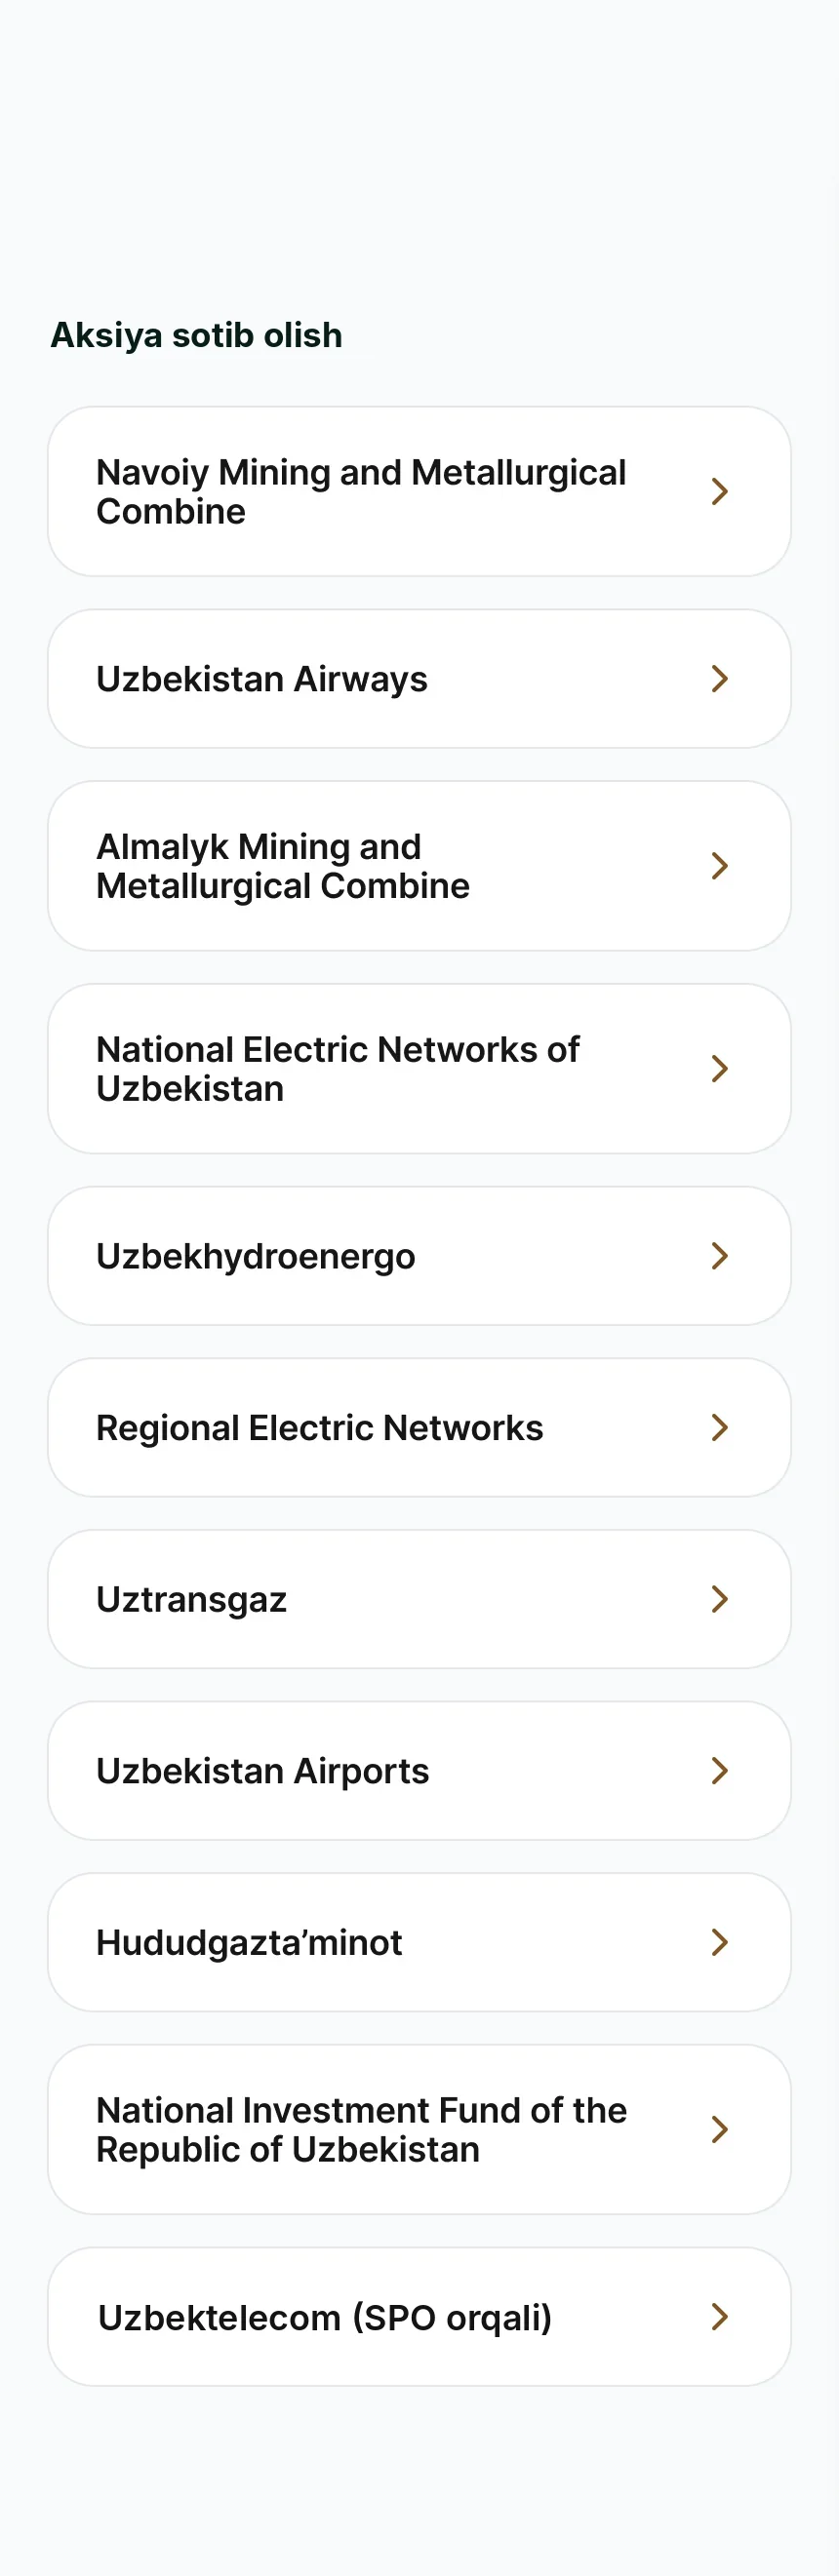 Aksiya sotib olish
Navoiy Mining and Metallurgical
Combine
Uzbekistan Airways
Almalyk Mining and
Metallurgical Combine
National Electric Networks of
Uzbekistan
Uzbekhydroenergo
Regional Electric Networks
Uztransgaz
Uzbekistan Airports
Hududgazta’minot
National Investment Fund of the
Republic of Uzbekistan
Uzbektelecom (SPO orqali)